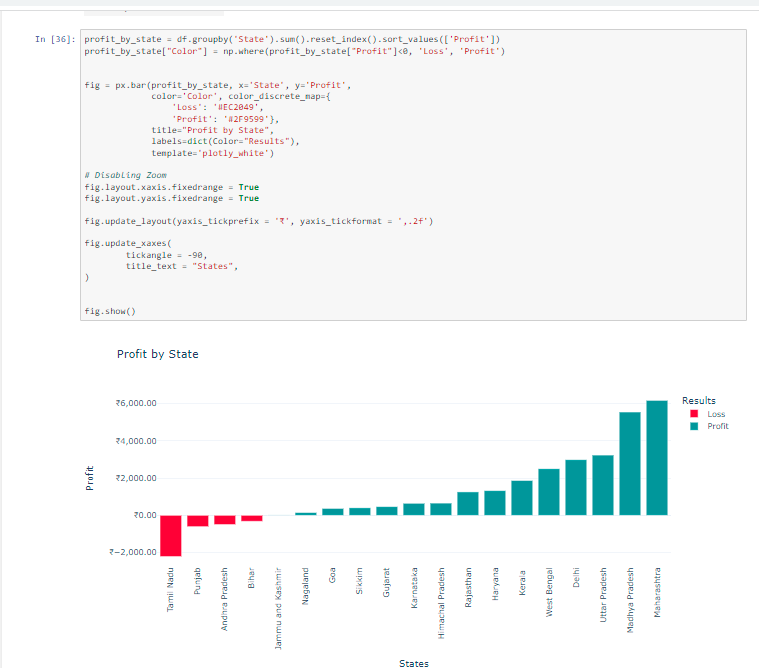 In [36]:
profit_by_state = df.groupby('State').sum().reset_index().sort_values(['Profit'])
profit_by_state["Color"] = np.where(profit_by_state["Profit"]<0, 'Loss', 'Profit')
fig = px.bar(profit_by_state, x='State', y='Profit',
color='Color', color_discrete_map={
'Loss': '#EC2049',
'Profit': '#2F9599'},
title="Profit by State",
labels=dict(Color="Results"),
template='plotly_white')
# Disabling Zoom
fig.layout.xaxis.fixedrange = True
fig.layout.yaxis.fixedrange = True
fig.update_layout(yaxis_tickprefix = '₹', yaxis_tickformat = ',.2f')
fig.update_xaxes(
tickangle = -90,
title_text = "States",
)
fig.show()
Profit by State
₹6,000.00
₹4,000.00
₹2,000.00
₹0.00
₹−2,000.00
Profit
Results
Loss
Profit
Tamil Nadu
Punjab
Andhra Pradesh
Bihar
Jammu and Kashmir
Nagaland
Goa
Sikkim
Gujarat
Karnataka
Himachal Pradesh
Rajasthan
Haryana
Kerala
West Bengal
Delhi
Uttar Pradesh
Madhya Pradesh
Maharashtra
States